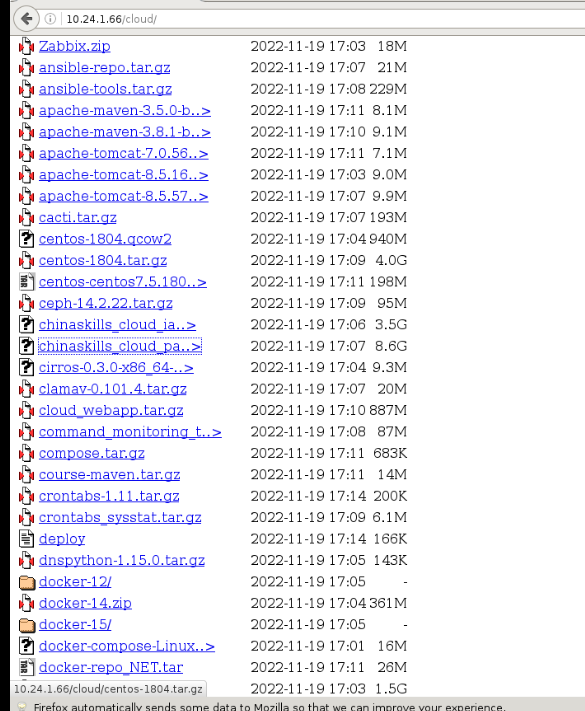 10.24.1.66/cloud/
Zabbix.zip 2022-11-19 17:03 18M
ansible-repo.tar.gz 2022-11-19 17:07 21M
ansible-tools.tar.gz 2022-11-19 17:08 229M
apache-maven-3.5.0-b..> 2022-11-19 17:11 8.1M
apache-maven-3.8.1-b..> 2022-11-19 17:10 9.1M
apache-tomcat-7.0.56..> 2022-11-19 17:11 7.1M
apache-tomcat-8.5.16..> 2022-11-19 17:03 9.0M
apache-tomcat-8.5.57..> 2022-11-19 17:07 9.9M
cacti.tar.gz 2022-11-19 17:07 193M
centos-1804.qcow2 2022-11-19 17:04 940M
centos-1804.tar.gz 2022-11-19 17:09 4.0G
centos-centos7.5.180..> 2022-11-19 17:11 198M
ceph-14.2.22.tar.gz 2022-11-19 17:09 95M
chinaskills_cloud_ia..> 2022-11-19 17:06 3.5G
chinaskills_cloud_pa..> 2022-11-19 17:07 8.6G
cirros-0.3.0-x86_64-..> 2022-11-19 17:04 9.3M
clamav-0.101.4.tar.gz 2022-11-19 17:07 20M
cloud_webapp.tar.gz 2022-11-19 17:10 887M
command_monitoring_t..> 2022-11-19 17:08 87M
compose.tar.gz 2022-11-19 17:11 683K
course-maven.tar.gz 2022-11-19 17:11 14M
crontabs-1.11.tar.gz 2022-11-19 17:14 200K
crontabs_sysstat.tar.gz 2022-11-19 17:09 6.1M
deploy 2022-11-19 17:14 166K
dnspython-1.15.0.tar.gz 2022-11-19 17:05 143K
docker-12/ 2022-11-19 17:05 -
docker-14.zip 2022-11-19 17:04 361M
docker-15/ 2022-11-19 17:05 -
docker-compose-Linux..> 2022-11-19 17:01 16M
docker-repo_NET.tar 2022-11-19 17:11 26M
10.24.1.66/cloud/centos-1804.tar.gz 2022-11-19 17:03 1.5G
Firefox automatically sends some data to Mozilla so that we can improve your experience.